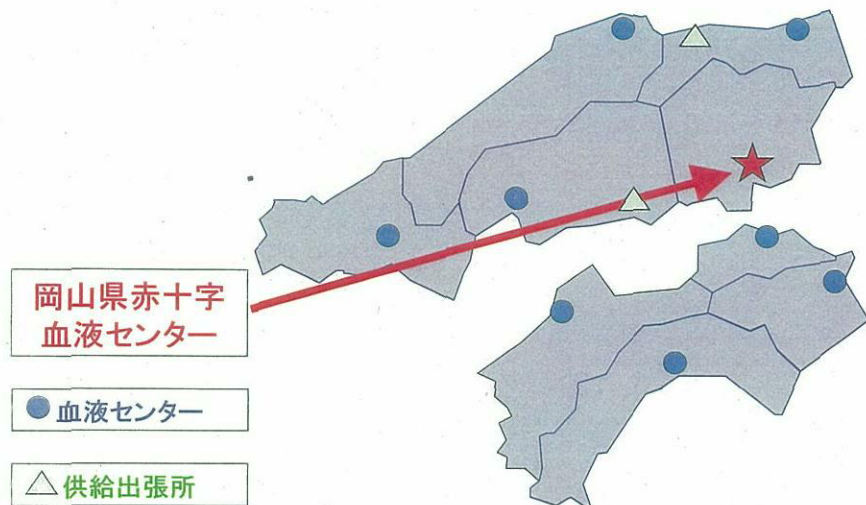 岡山県赤十字
血液センター
血液センター
供給出張所